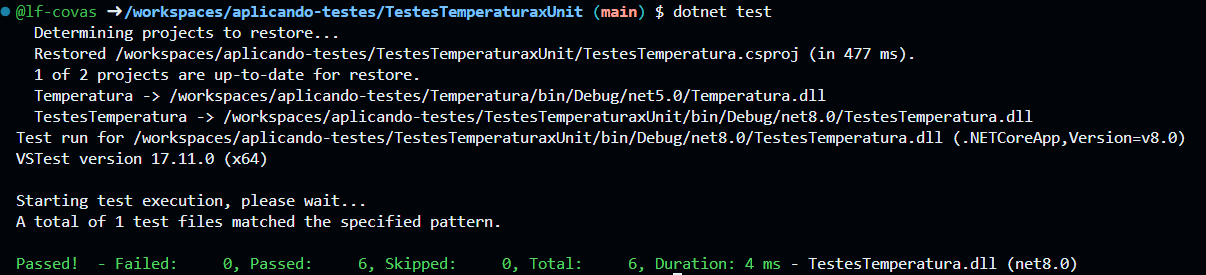 @lf-covas ➜/workspaces/aplicando-testes/TestesTemperaturaxUnit (main) $ dotnet test
  Determining projects to restore...
  Restored /workspaces/aplicando-testes/TestesTemperaturaxUnit/TestesTemperatura.csproj (in 477 ms).
  1 of 2 projects are up-to-date for restore.
  Temperatura -> /workspaces/aplicando-testes/Temperatura/bin/Debug/net5.0/Temperatura.dll
  TestesTemperatura -> /workspaces/aplicando-testes/TestesTemperaturaxUnit/bin/Debug/net8.0/TestesTemperatura.dll
Test run for /workspaces/aplicando-testes/TestesTemperaturaxUnit/bin/Debug/net8.0/TestesTemperatura.dll (.NETCoreApp,Version=v8.0)
VSTest version 17.11.0 (x64)

Starting test execution, please wait...
A total of 1 test files matched the specified pattern.

Passed!  - Failed:     0, Passed:     6, Skipped:     0, Total:     6, Duration: 4 ms - TestesTemperatura.dll (net8.0)